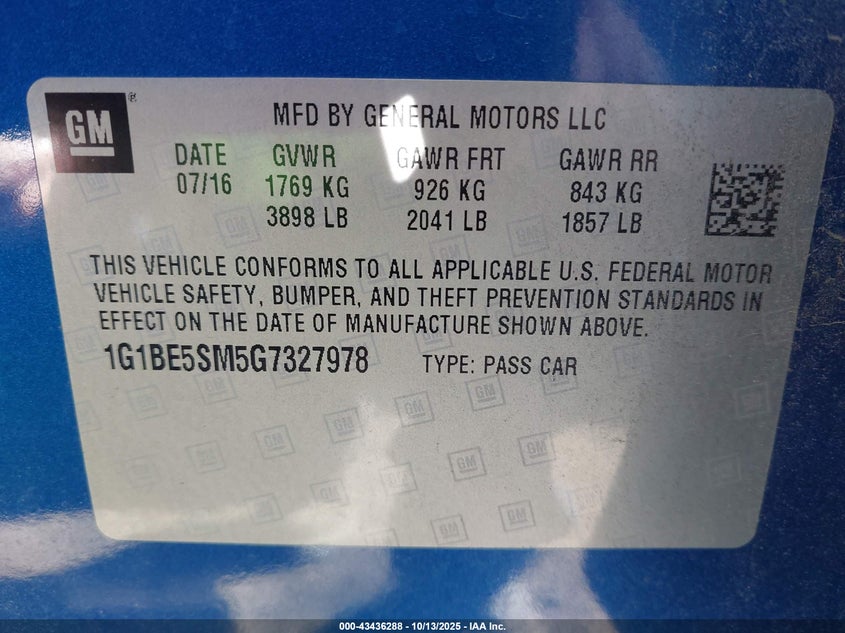 GM
MFD BY GENERAL MOTORS LLC
DATE GVWR GAWR FRT GAWR RR
07/16 1769 KG 926 KG 843 KG
3898 LB 2041 LB 1857 LB
THIS VEHICLE CONFORMS TO ALL APPLICABLE U.S. FEDERAL MOTOR
VEHICLE SAFETY, BUMPER, AND THEFT PREVENTION STANDARDS IN
EFFECT ON THE DATE OF MANUFACTURE SHOWN ABOVE.
1G1BE5SM5G7327978 TYPE: PASS CAR
000-43436288 - 10/13/2025 - IAA Inc.